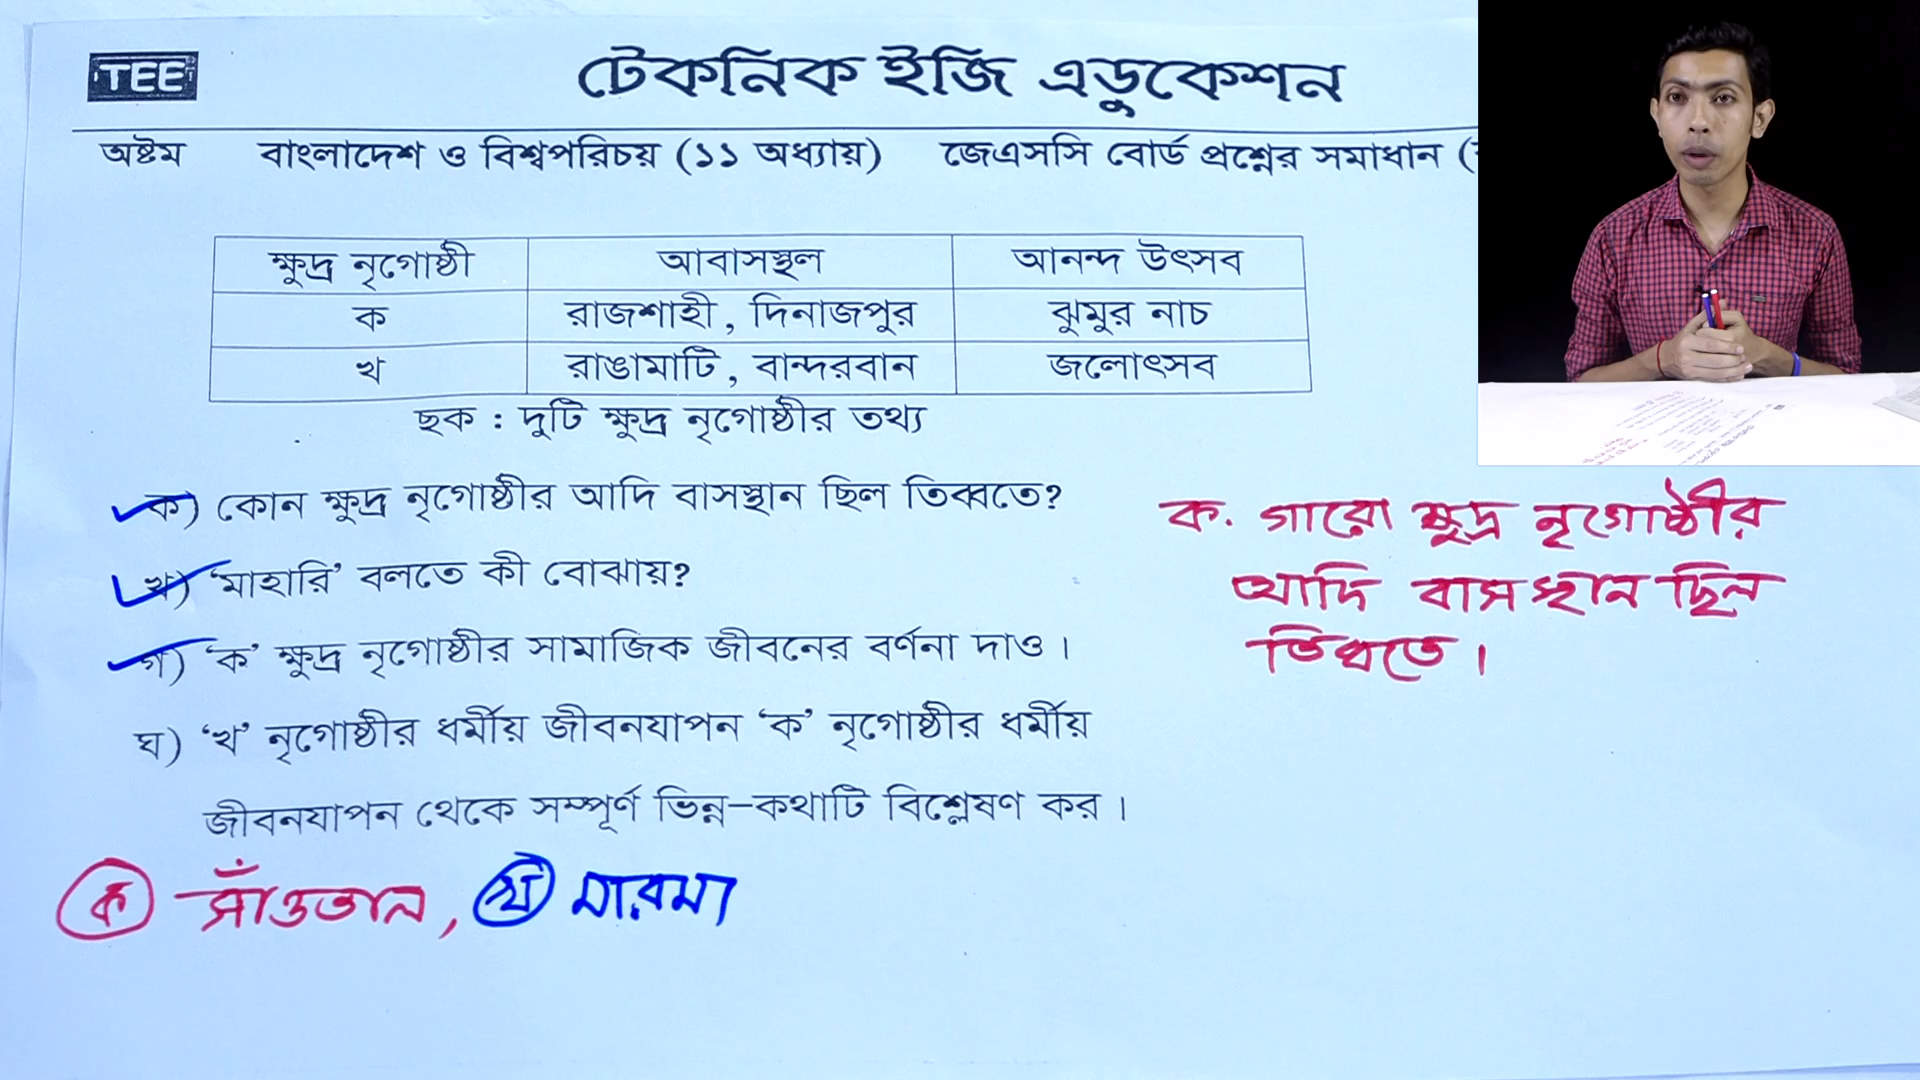 TEE
টেকনিক ইজি এডুকেশন
অষ্টম বাংলাদেশ ও বিশ্বপরিচয় (১১ অধ্যায়) জেএসসি বোর্ড প্রশ্নের সমাধান (
ক্ষুদ্র নৃগোষ্ঠী আবাসস্থল আনন্দ উৎসব
ক রাজশাহী, দিনাজপুর ঝুমুর নাচ
খ রাঙামাটি, বান্দরবান জলোৎসব
ছক : দুটি ক্ষুদ্র নৃগোষ্ঠীর তথ্য
ক) কোন ক্ষুদ্র নৃগোষ্ঠীর আদি বাসস্থান ছিল তিব্বতে?
খ) ‘মাহারি’ বলতে কী বোঝায়?
গ) ‘ক’ ক্ষুদ্র নৃগোষ্ঠীর সামাজিক জীবনের বর্ণনা দাও।
ঘ) ‘খ’ নৃগোষ্ঠীর ধর্মীয় জীবনযাপন ‘ক’ নৃগোষ্ঠীর ধর্মীয়
জীবনযাপন থেকে সম্পূর্ণ ভিন্ন–কথাটি বিশ্লেষণ কর।
ক সাঁওতাল, খ মারমা
ক. গারো ক্ষুদ্র নৃগোষ্ঠীর
আদি বাসস্থান ছিল
তিব্বতে।